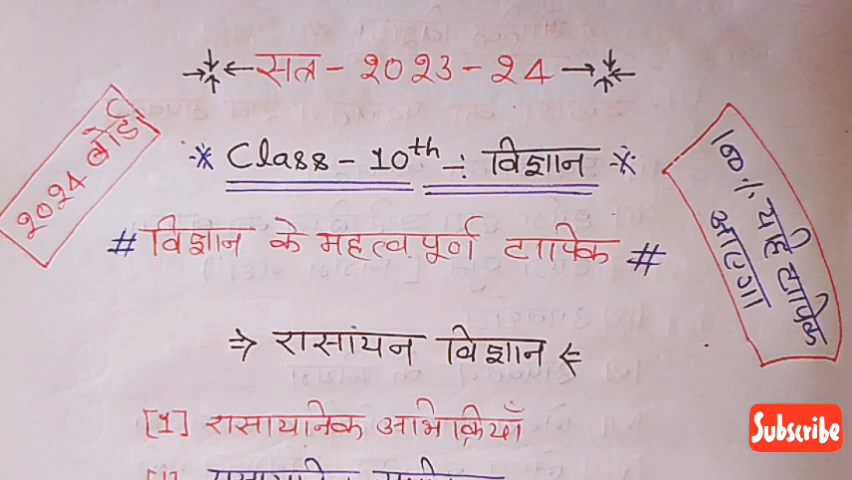 सत्र - 2023 - 24
2024 बोर्ड
* Class - 10th - : विज्ञान *
100% यहि टापिक
आएगा
# विज्ञान के महत्वपूर्ण टापिक #
⇒ रासायन विज्ञान ⇐
[1] रासायनिक अभिक्रियाँ
Subscribe